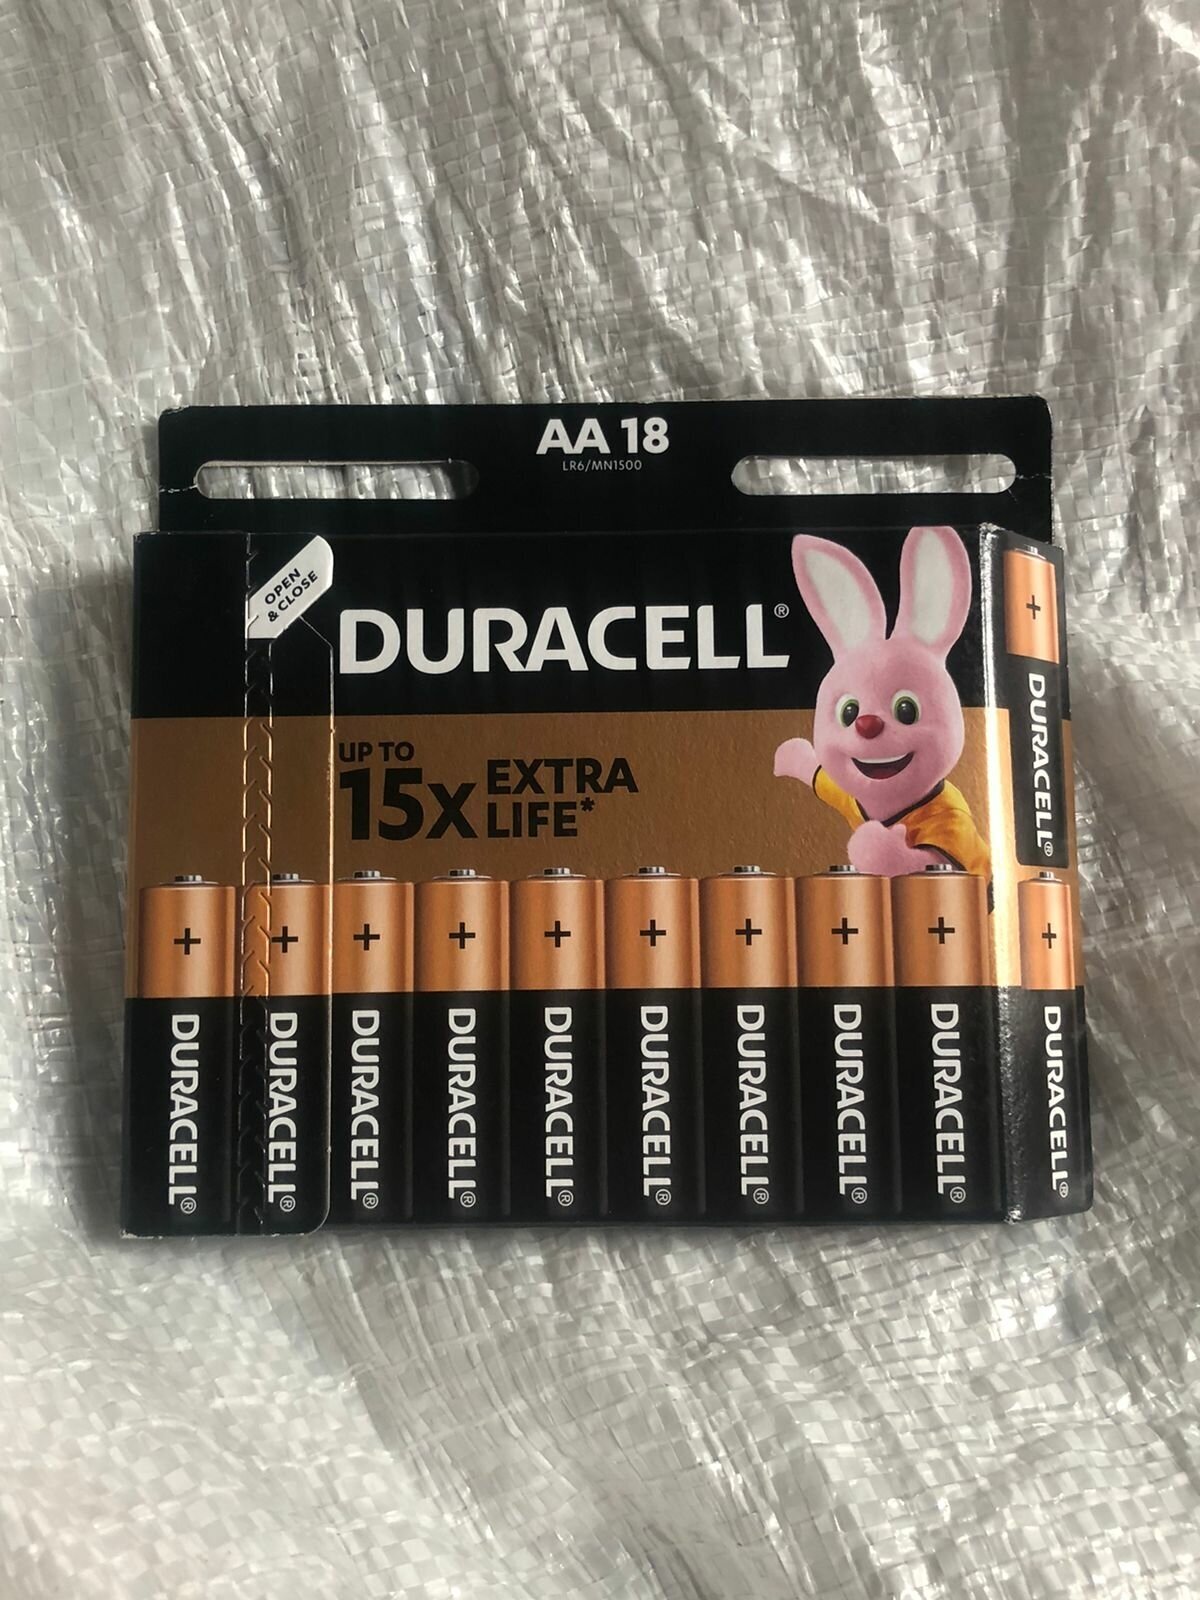 AA 18
LR6/MN1500
OPEN
& CLOSE
DURACELL®
UP TO
15X EXTRA
LIFE*
+
DURACELL®
+
+
+
+
+
+
+
+
+
+
DURACELL®
DURACELL®
DURACELL®
DURACELL®
DURACELL®
DURACELL®
DURACELL®
DURACELL®
DURACELL®
DURACELL®